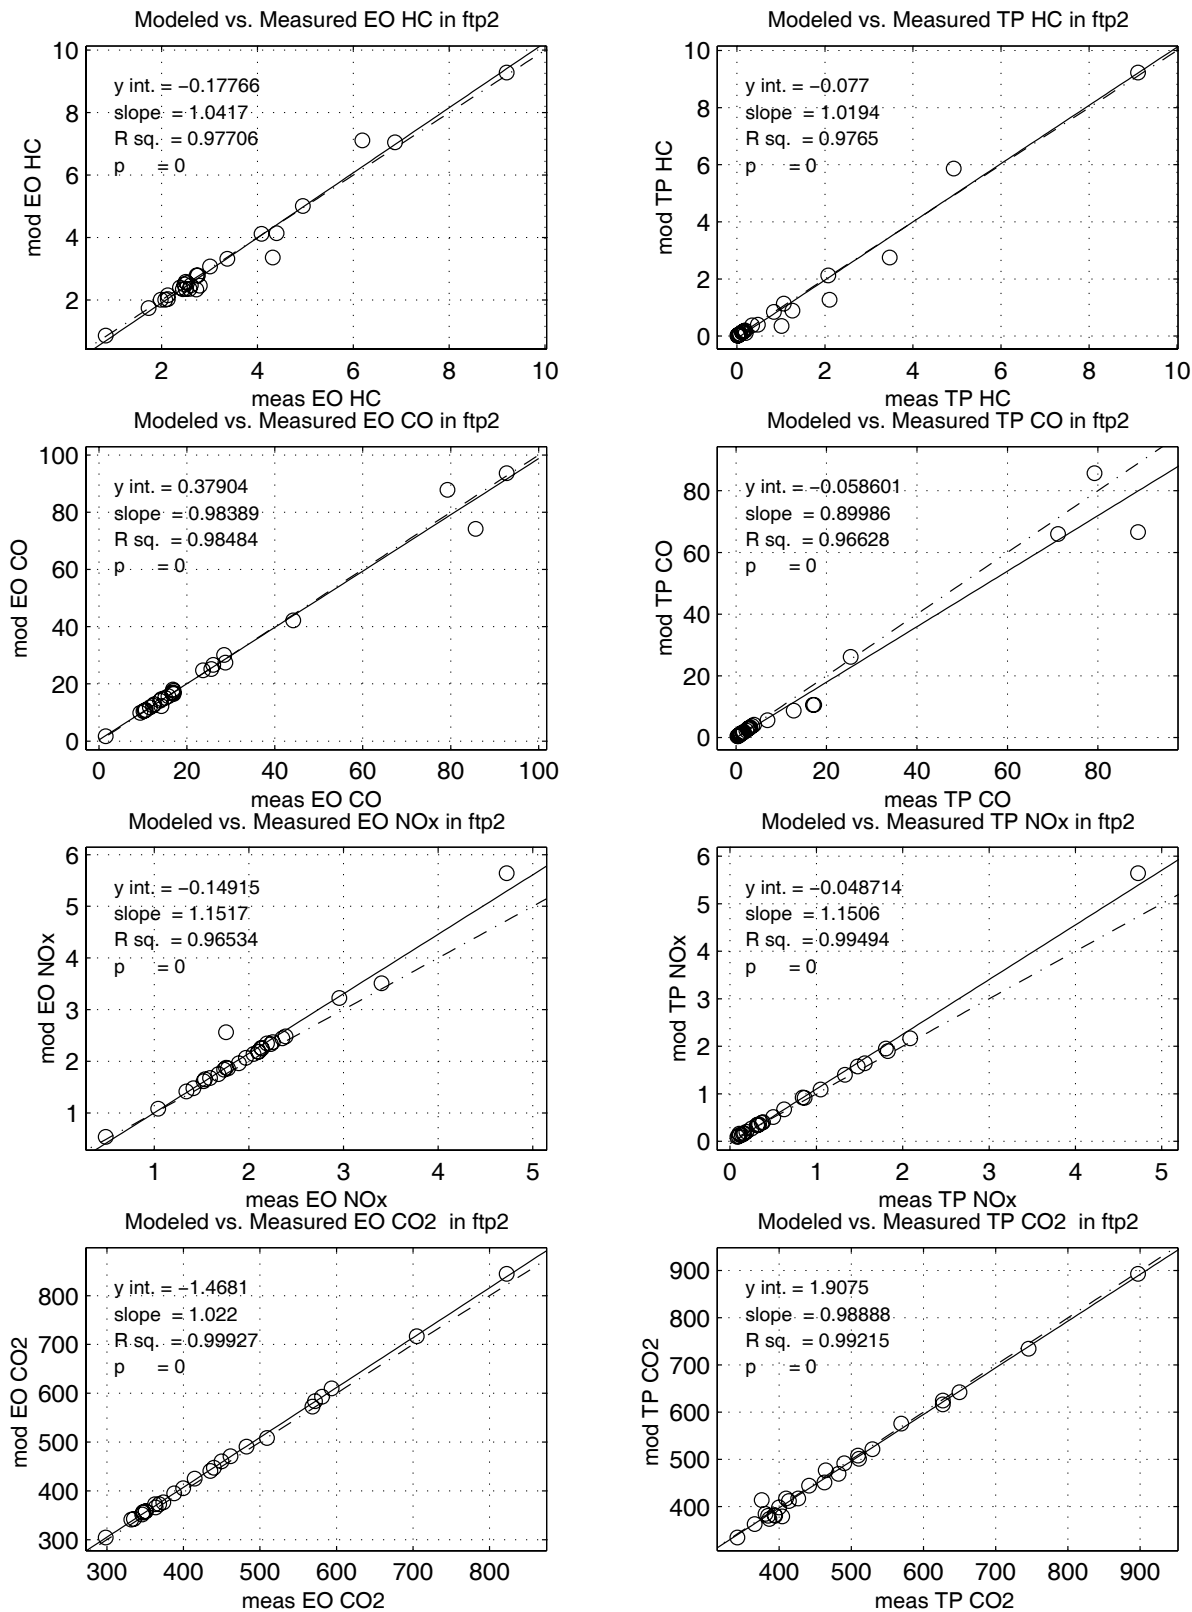 Modeled vs. Measured EO HC in ftp2
10
8
6
4
2
mod EO HC
y int. = −0.17766
slope = 1.0417
R sq. = 0.97706
p = 0
2 4 6 8 10
meas EO HC
Modeled vs. Measured TP HC in ftp2
10
8
6
4
2
0
mod TP HC
y int. = −0.077
slope = 1.0194
R sq. = 0.9765
p = 0
0 2 4 6 8 10
meas TP HC
Modeled vs. Measured EO CO in ftp2
100
80
60
40
20
0
mod EO CO
y int. = 0.37904
slope = 0.98389
R sq. = 0.98484
p = 0
0 20 40 60 80 100
meas EO CO
Modeled vs. Measured TP CO in ftp2
80
60
40
20
0
mod TP CO
y int. = −0.058601
slope = 0.89986
R sq. = 0.96628
p = 0
0 20 40 60 80
meas TP CO
Modeled vs. Measured EO NOx in ftp2
6
5
4
3
2
1
mod EO NOx
y int. = −0.14915
slope = 1.1517
R sq. = 0.96534
p = 0
1 2 3 4 5
meas EO NOx
Modeled vs. Measured TP NOx in ftp2
6
5
4
3
2
1
0
mod TP NOx
y int. = −0.048714
slope = 1.1506
R sq. = 0.99494
p = 0
0 1 2 3 4 5
meas TP NOx
Modeled vs. Measured EO CO2 in ftp2
800
700
600
500
400
300
mod EO CO2
y int. = −1.4681
slope = 1.022
R sq. = 0.99927
p = 0
300 400 500 600 700 800
meas EO CO2
Modeled vs. Measured TP CO2 in ftp2
900
800
700
600
500
400
mod TP CO2
y int. = 1.9075
slope = 0.98888
R sq. = 0.99215
p = 0
400 500 600 700 800 900
meas TP CO2